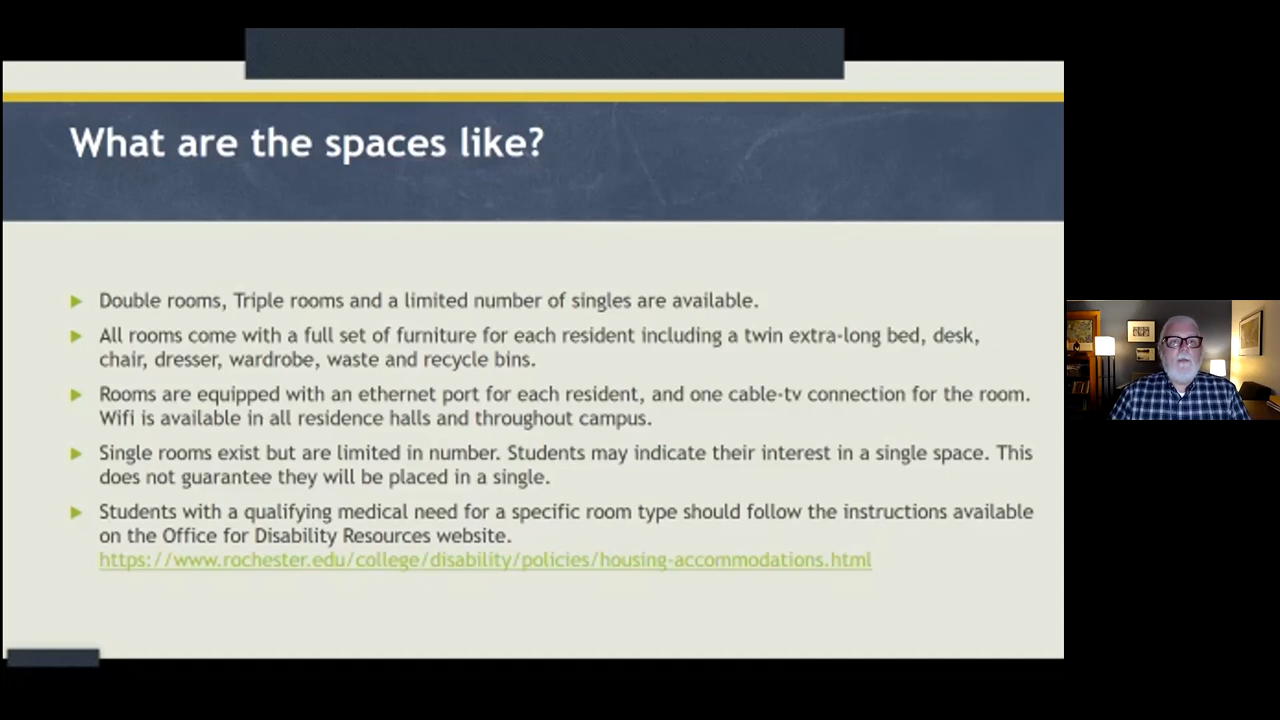 What are the spaces like?
Double rooms, Triple rooms and a limited number of singles are available.
All rooms come with a full set of furniture for each resident including a twin extra-long bed, desk,
chair, dresser, wardrobe, waste and recycle bins.
Rooms are equipped with an ethernet port for each resident, and one cable-tv connection for the room.
Wifi is available in all residence halls and throughout campus.
Single rooms exist but are limited in number. Students may indicate their interest in a single space. This
does not guarantee they will be placed in a single.
Students with a qualifying medical need for a specific room type should follow the instructions available
on the Office for Disability Resources website.
https://www.rochester.edu/college/disability/policies/housing-accommodations.html